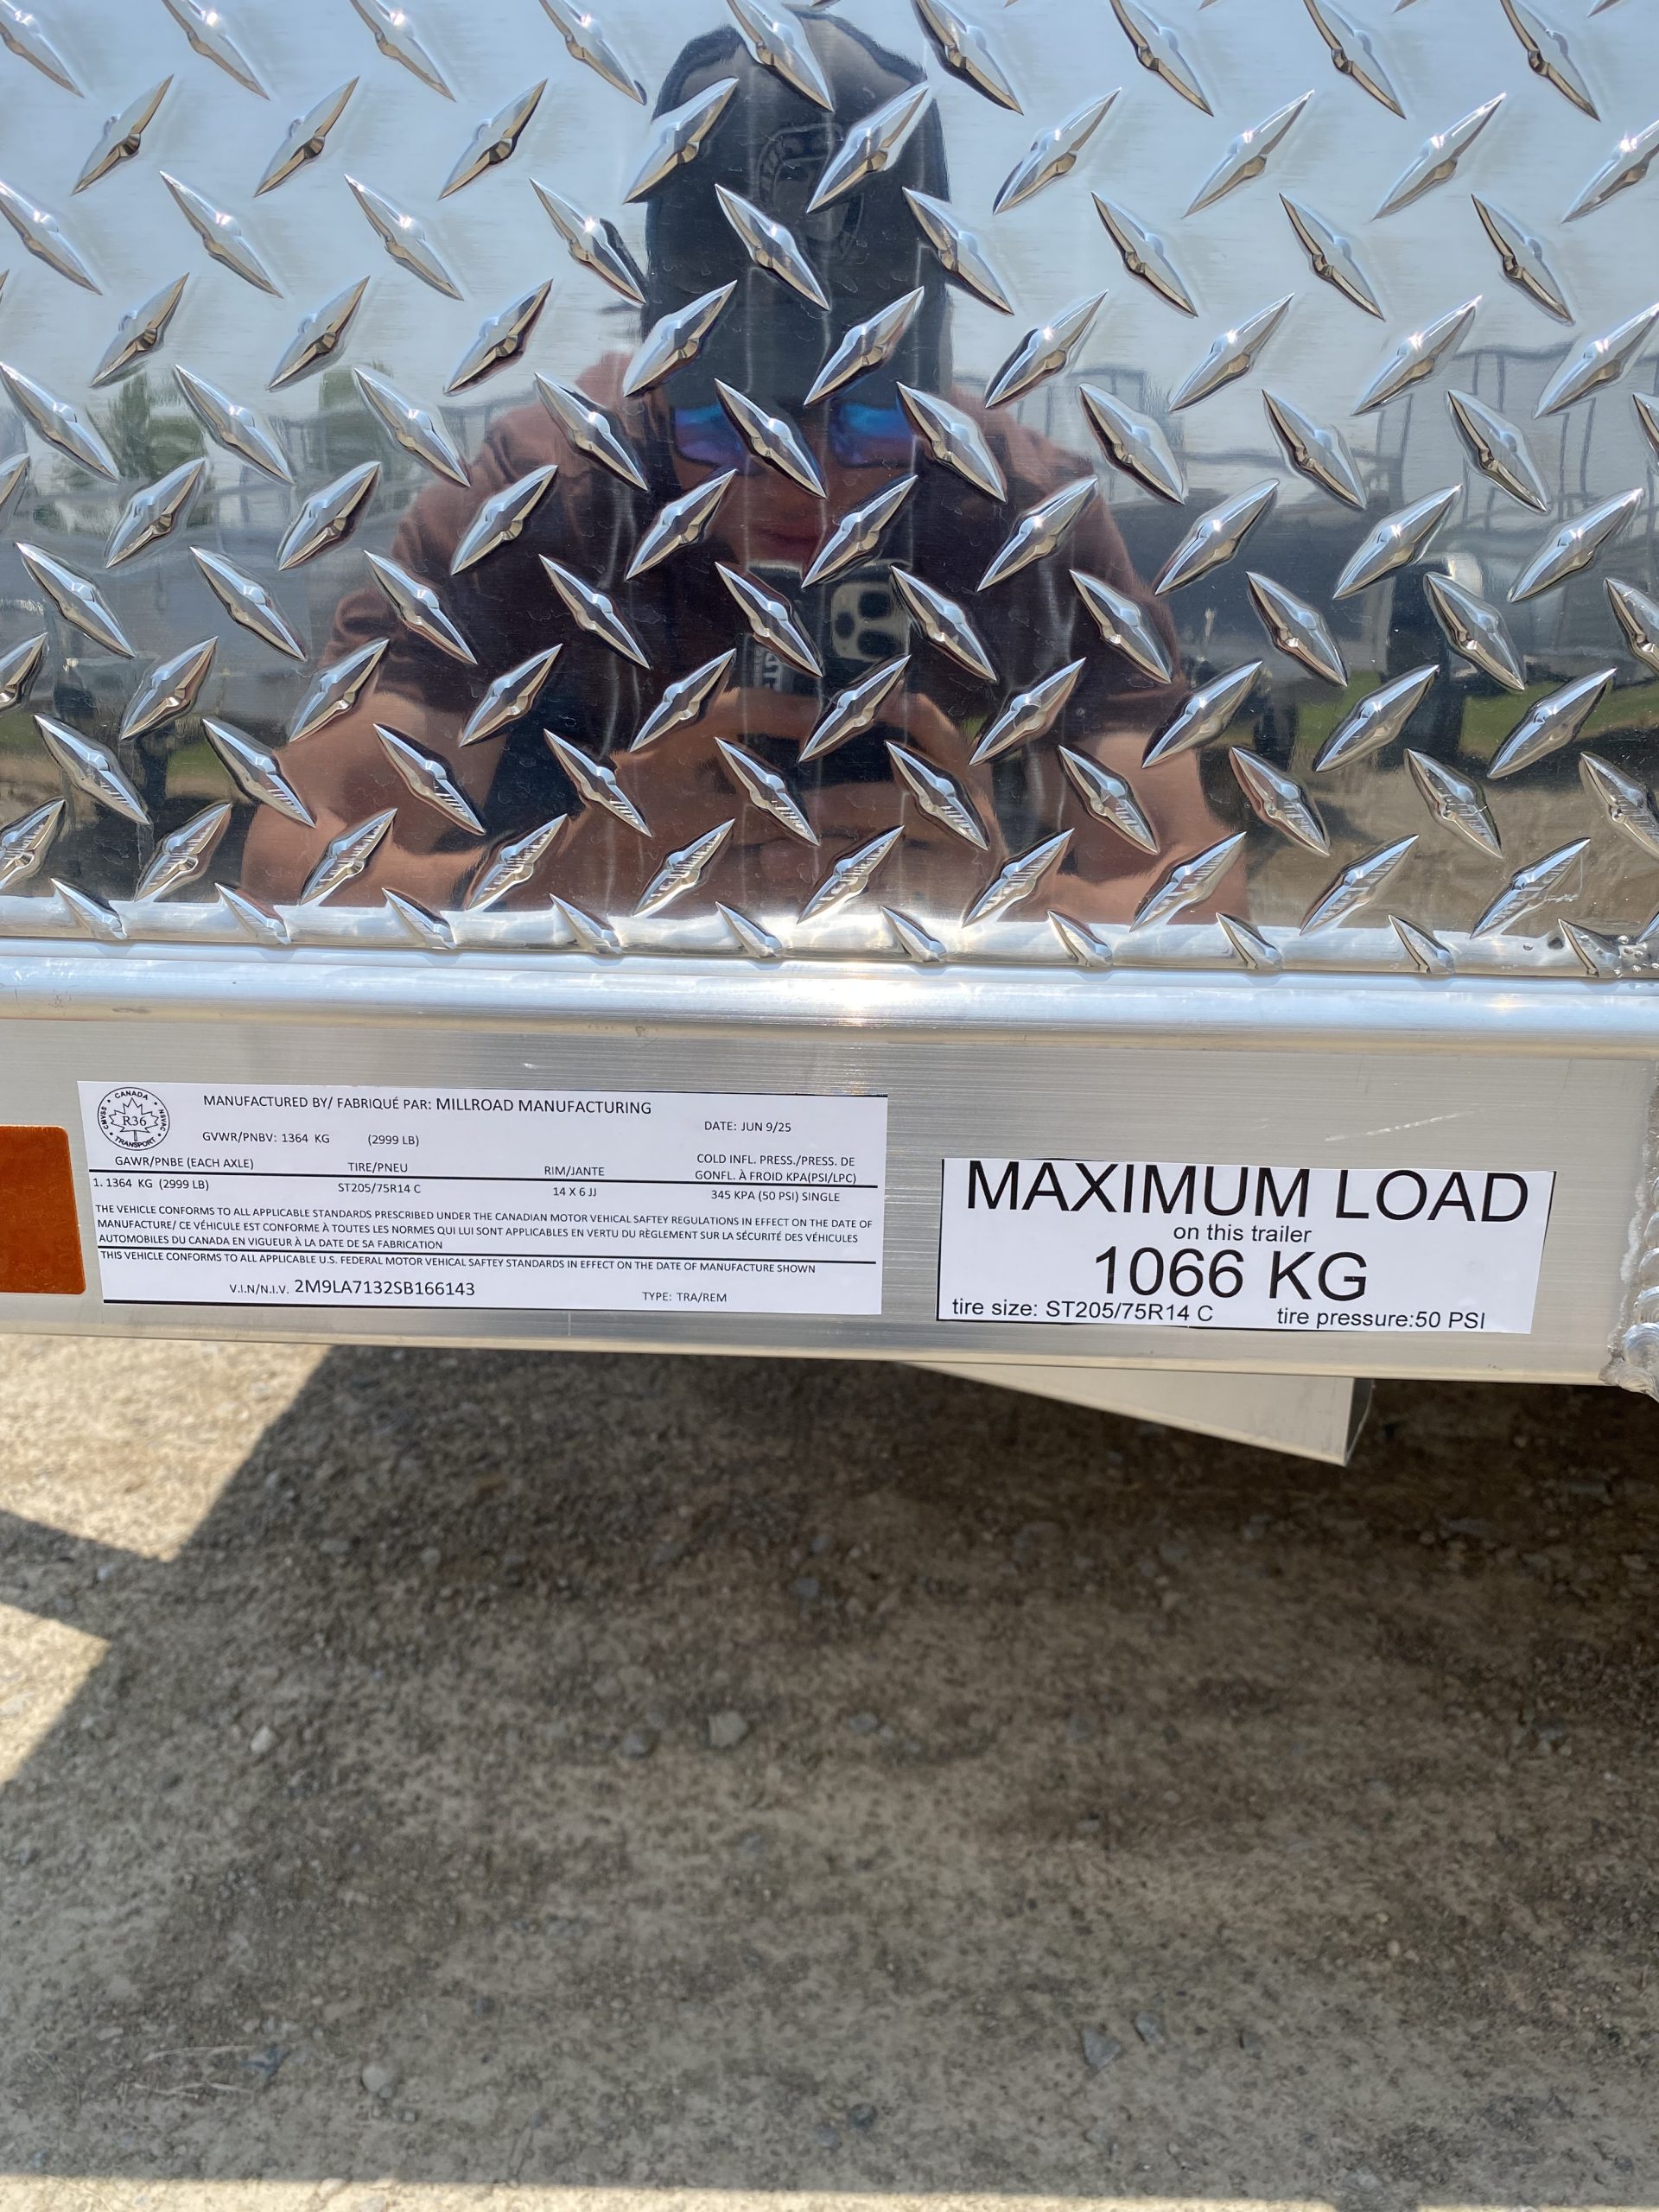 CANADA
CMVSS
NSVAC
R36
TRANSPORT
MANUFACTURED BY/ FABRIQUÉ PAR: MILLROAD MANUFACTURING
GVWR/PNBV: 1364 KG (2999 LB) DATE: JUN 9/25
GAWR/PNBE (EACH AXLE) TIRE/PNEU RIM/JANTE COLD INFL. PRESS./PRESS. DE
GONFL. À FROID KPA(PSI/LPC)
1. 1364 KG (2999 LB) ST205/75R14 C 14 X 6 JJ 345 KPA (50 PSI) SINGLE
THE VEHICLE CONFORMS TO ALL APPLICABLE STANDARDS PRESCRIBED UNDER THE CANADIAN MOTOR VEHICAL SAFTEY REGULATIONS IN EFFECT ON THE DATE OF
MANUFACTURE/ CE VÉHICULE EST CONFORME À TOUTES LES NORMES QUI LUI SONT APPLICABLES EN VERTU DU RÈGLEMENT SUR LA SÉCURITÉ DES VÉHICULES
AUTOMOBILES DU CANADA EN VIGUEUR À LA DATE DE SA FABRICATION
THIS VEHICLE CONFORMS TO ALL APPLICABLE U.S. FEDERAL MOTOR VEHICAL SAFTEY STANDARDS IN EFFECT ON THE DATE OF MANUFACTURE SHOWN
V.I.N/N.I.V. 2M9LA7132SB166143 TYPE: TRA/REM
MAXIMUM LOAD
on this trailer
1066 KG
tire size: ST205/75R14 C tire pressure:50 PSI